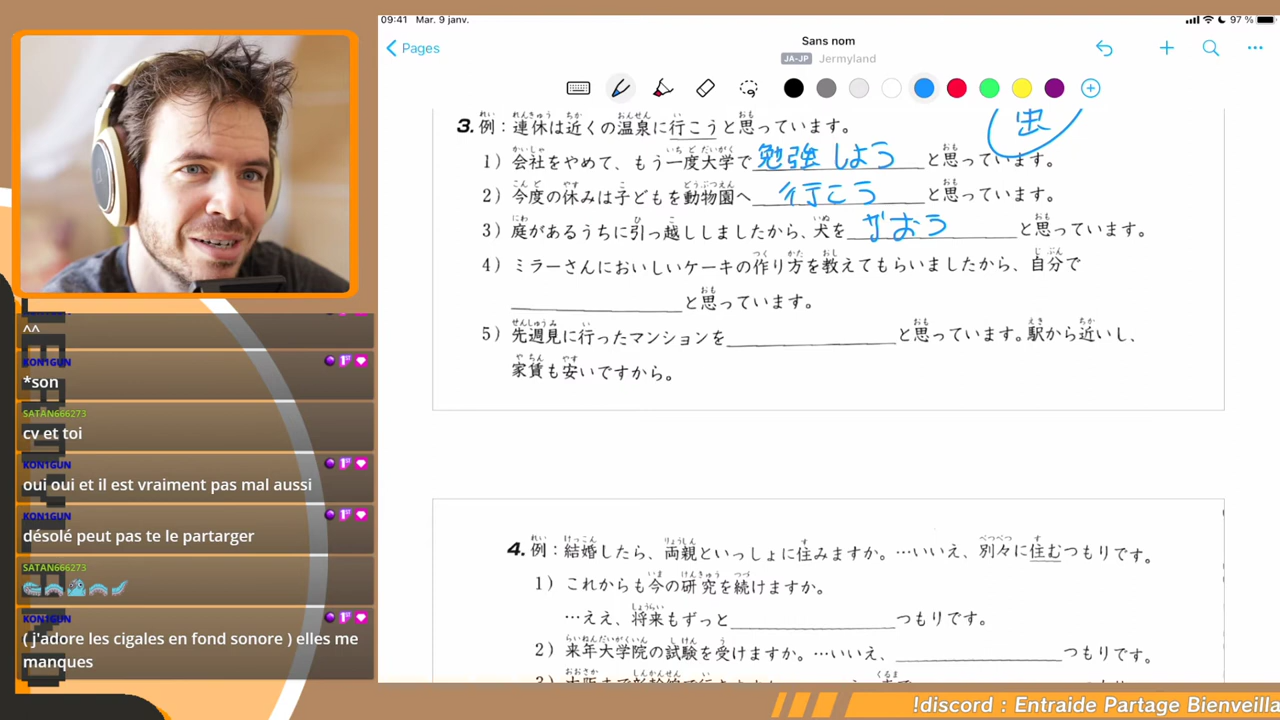 09:41 Mar. 9 janv.
97 %
Pages
Sans nom
JA-JP Jermyland
虫
3. 例：連休は近くの温泉に行こうと思っています。
1）会社をやめて、もう一度大学で勉強しようと思っています。
2）今度の休みは子どもを動物園へ行こうと思っています。
3）庭があるうちに引っ越ししましたから、犬をがおうと思っています。
4）ミラーさんにおいしいケーキの作り方を教えてもらいましたから、自分で
と思っています。
5）先週見に行ったマンションを と思っています。駅から近いし、
家賃も安いですから。
4. 例：結婚したら、両親といっしょに住みますか。…いいえ、別々に住むつもりです。
1）これからも今の研究を続けますか。
…ええ、将来もずっと つもりです。
2）来年大学院の試験を受けますか。…いいえ、 つもりです。
^^
KON1GUN
*son
SATAN666273
cv et toi
KON1GUN
oui oui et il est vraiment pas mal aussi
KON1GUN
désolé peut pas te le partarger
SATAN666273
KON1GUN
( j'adore les cigales en fond sonore ) elles me
manques
!discord : Entraide Partage Bienveilla